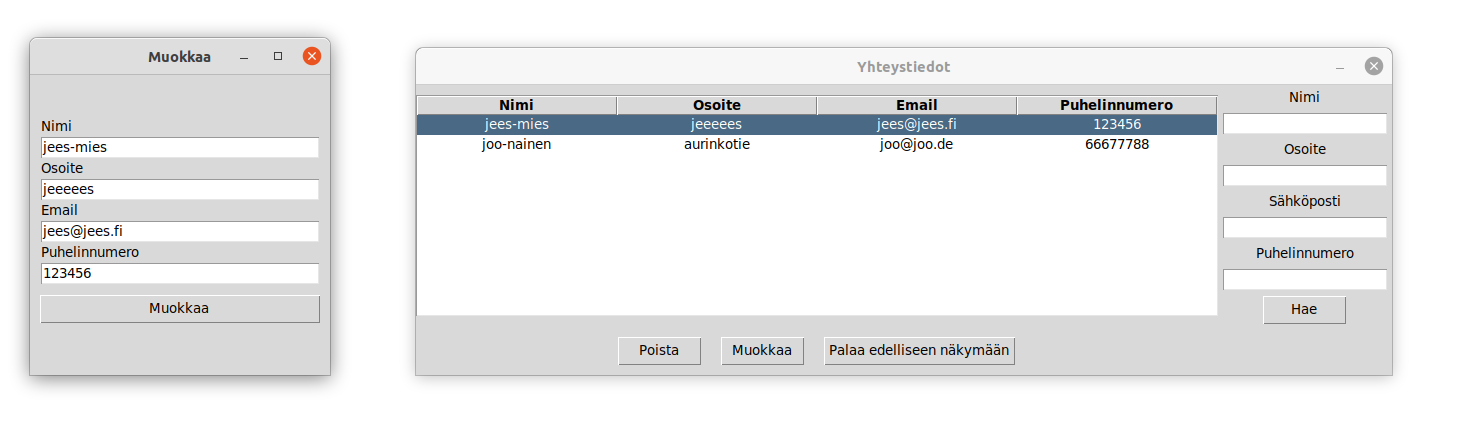 Muokkaa
Nimi
jees-mies
Osoite
jeeeees
Email
jees@jees.fi
Puhelinnumero
123456
Muokkaa
Yhteystiedot
Nimi Osoite Email Puhelinnumero
jees-mies jeeeees jees@jees.fi 123456
joo-nainen aurinkotie joo@joo.de 66677788
Nimi
Osoite
Sähköposti
Puhelinnumero
Hae
Poista Muokkaa Palaa edelliseen näkymään